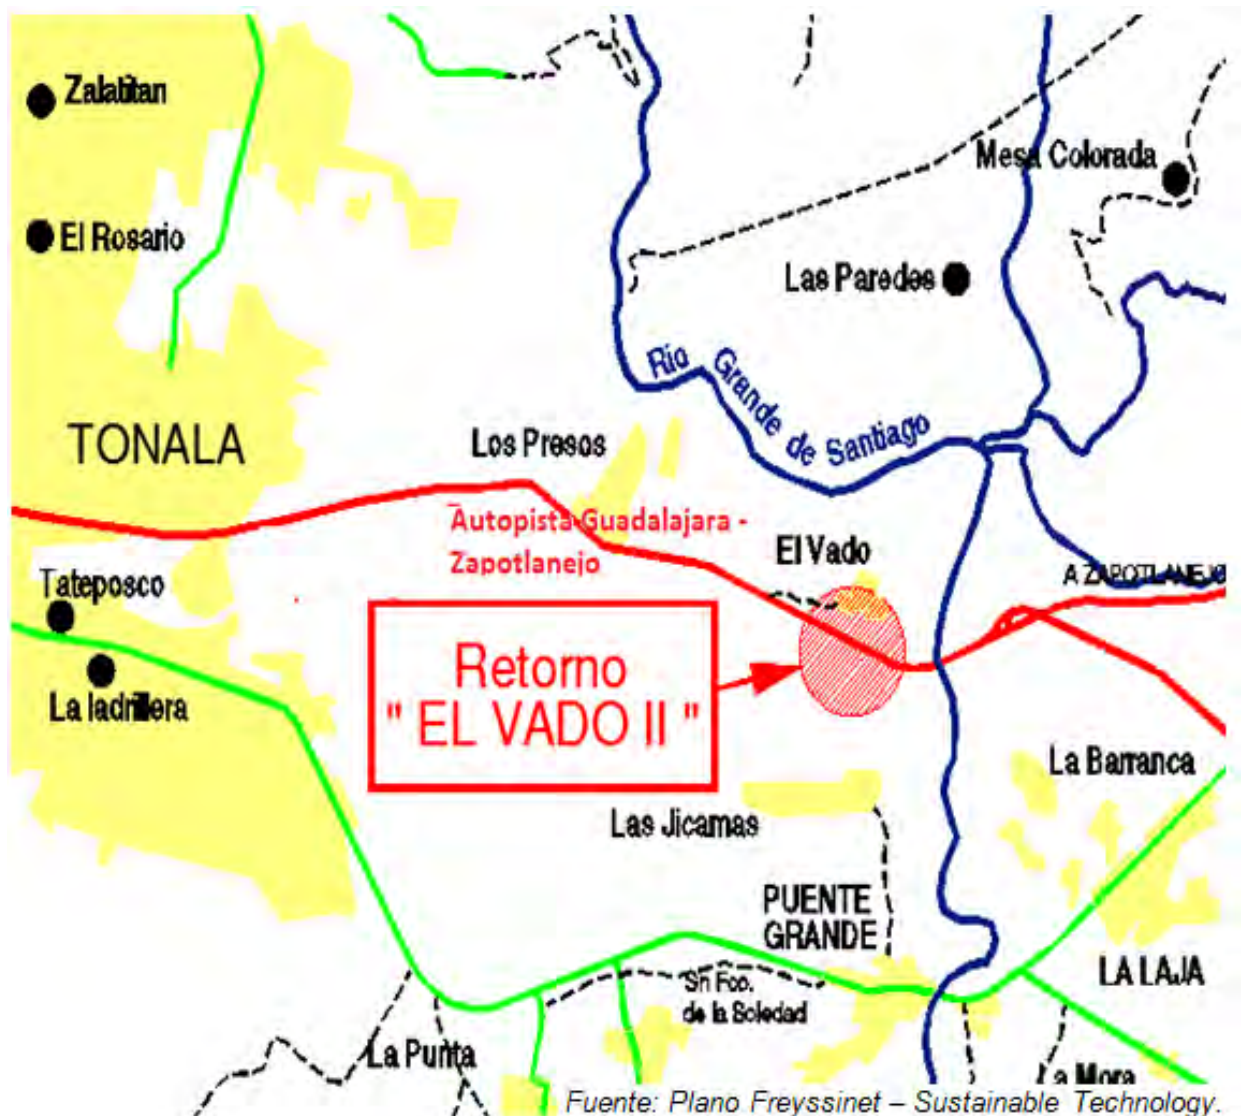 Zalatitan
Mesa Colorada
El Rosario
Las Paredes
Rio Grande de Santiago
TONALA
Los Presos
Autopista Guadalajara -
Zapotlanejo
El Vado
A ZAPOTLANEJO
Tateposco
Retorno
" EL VADO II "
La ladrillera
La Barranca
Las Jicamas
PUENTE
GRANDE
LA LAJA
Sn Fco.
de la Soledad
La Punta
La Mora
Fuente: Plano Freyssinet – Sustainable Technology.